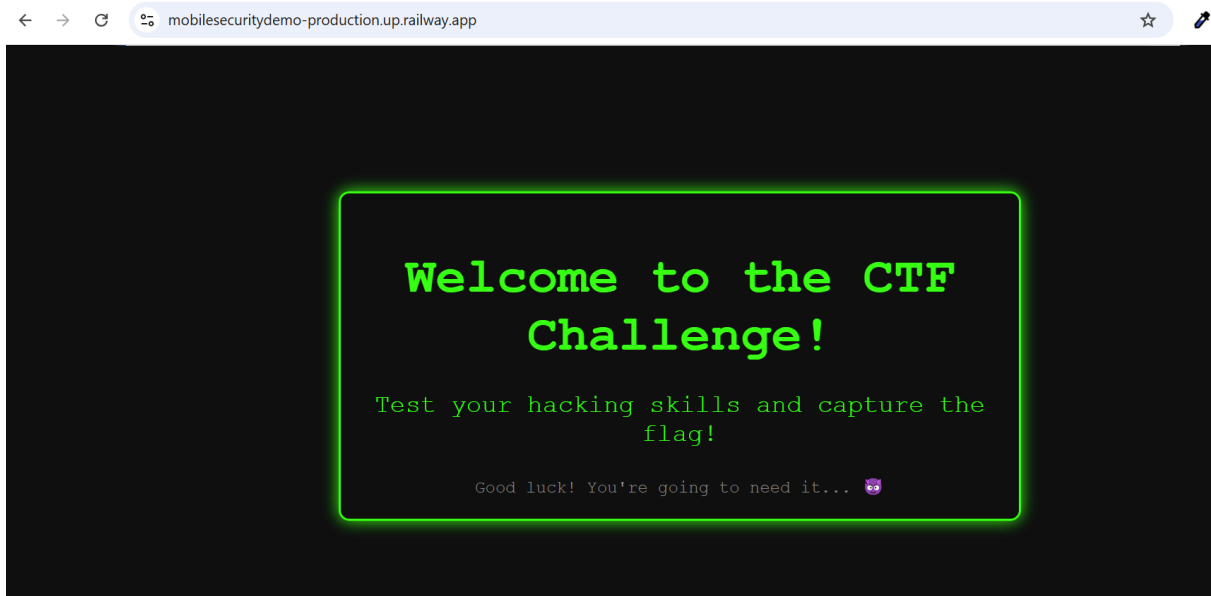 mobilesecuritydemo-production.up.railway.app
Welcome to the CTF
Challenge!
Test your hacking skills and capture the
flag!
Good luck! You're going to need it... 😈